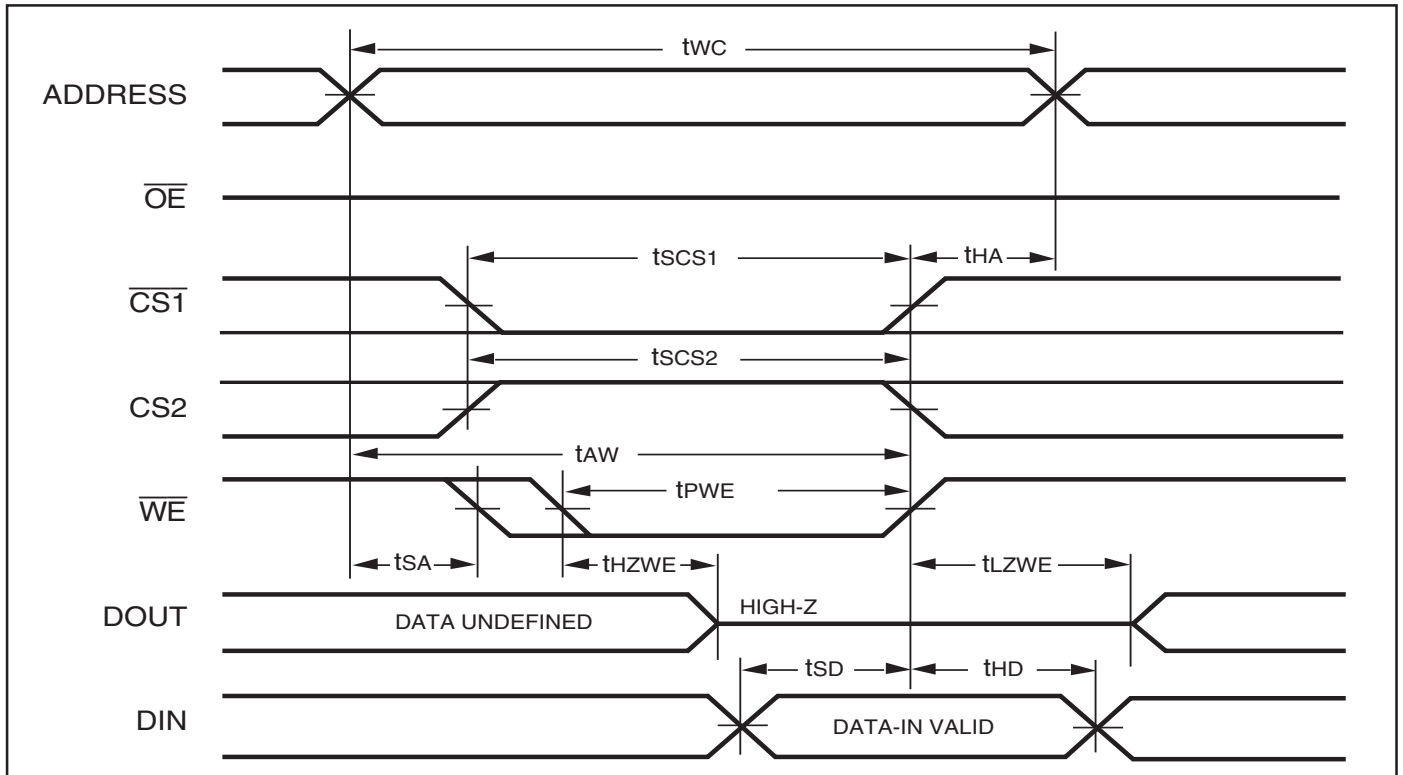 tWC
ADDRESS
OE
tSCS1
tHA
CS1
tSCS2
CS2
tAW
tPWE
WE
tSA
tHZWE
tLZWE
DOUT
DATA UNDEFINED
HIGH-Z
tSD
tHD
DIN
DATA-IN VALID